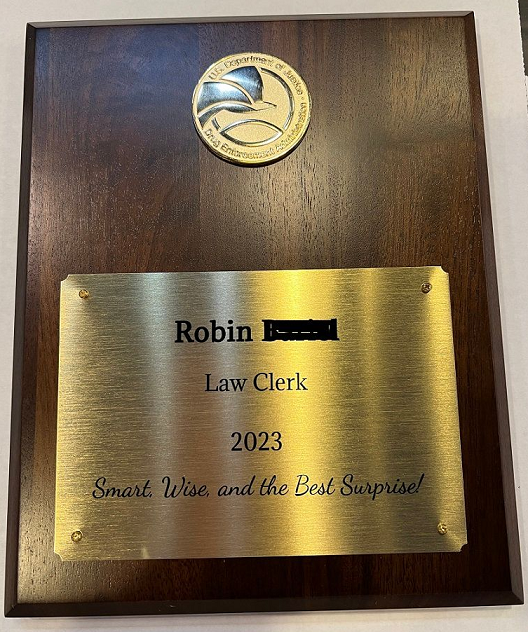 U.S. Department of Justice
Drug Enforcement Administration
Robin
Law Clerk
2023
Smart, Wise, and the Best Surprise!